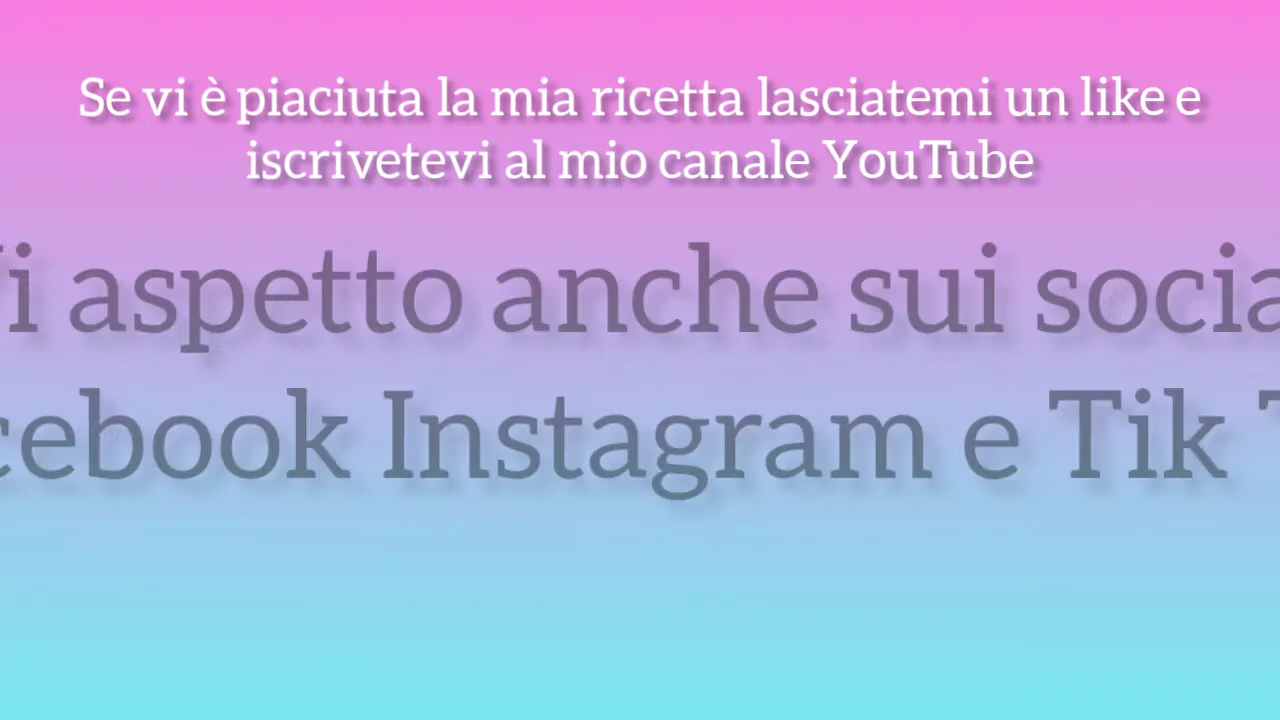 Se vi è piaciuta la mia ricetta lasciatemi un like e
iscrivetevi al mio canale YouTube
aspetto anche sui
Instagram e Tik